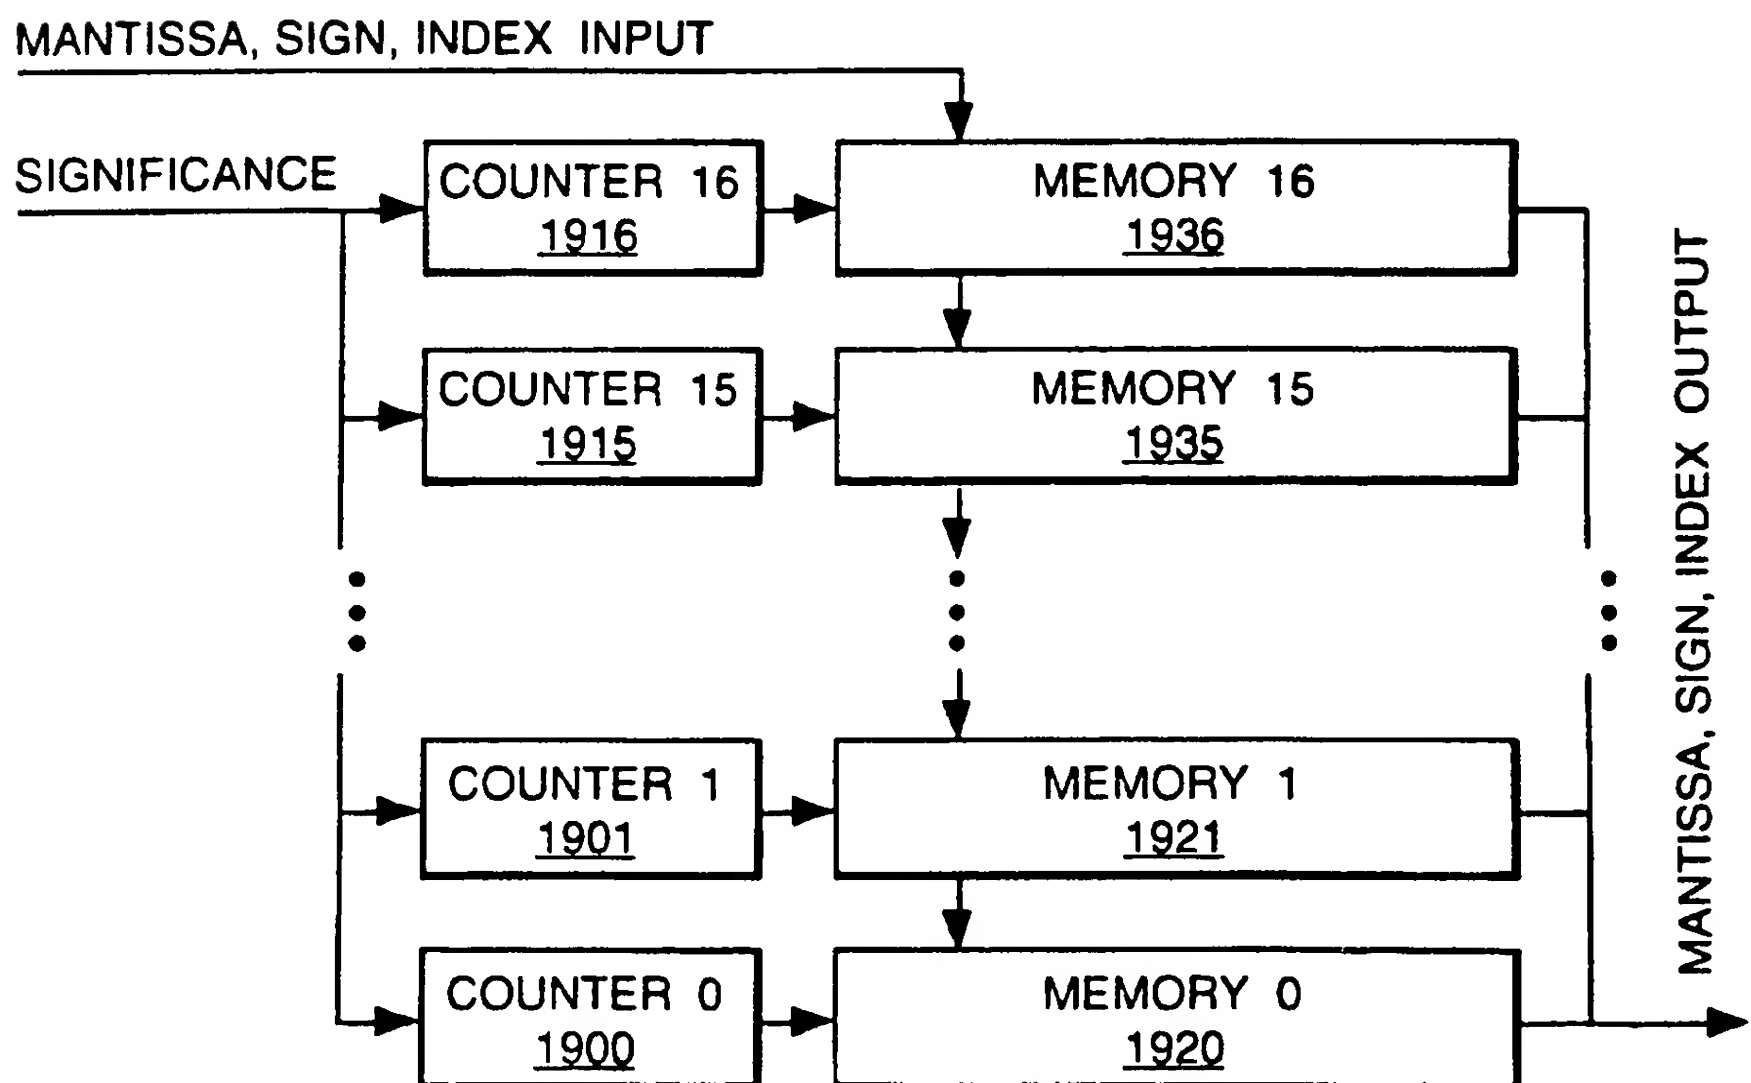 MANTISSA, SIGN, INDEX INPUT
SIGNIFICANCE
COUNTER 16
1916
MEMORY 16
1936
COUNTER 15
1915
MEMORY 15
1935
COUNTER 1
1901
MEMORY 1
1921
COUNTER 0
1900
MEMORY 0
1920
MANTISSA, SIGN, INDEX OUTPUT